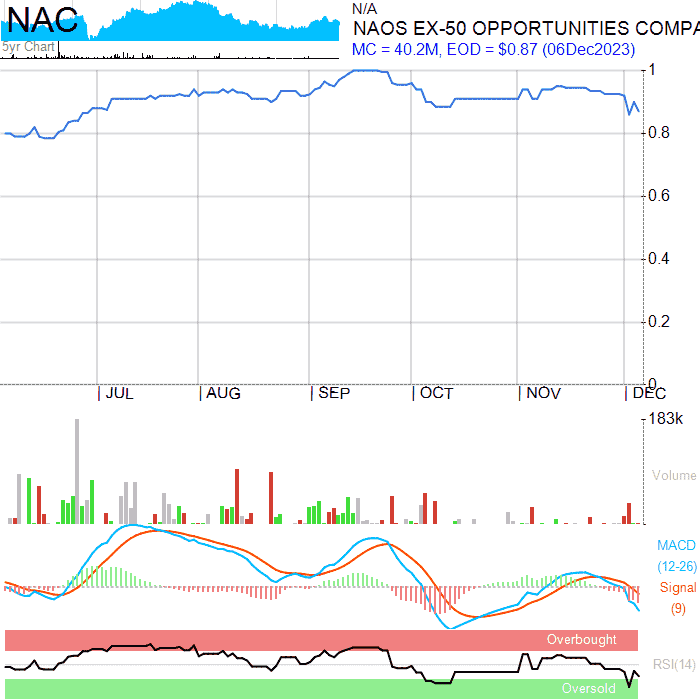 NAC
5yr Chart
N/A
NAOS EX-50 OPPORTUNITIES COMPA
MC = 40.2M, EOD = $0.87 (06Dec2023)
1
0.8
0.6
0.4
0.2
0
JUL AUG SEP OCT NOV DEC
183k
Volume
MACD
(12-26)
Signal
(9)
Overbought
RSI(14)
Oversold